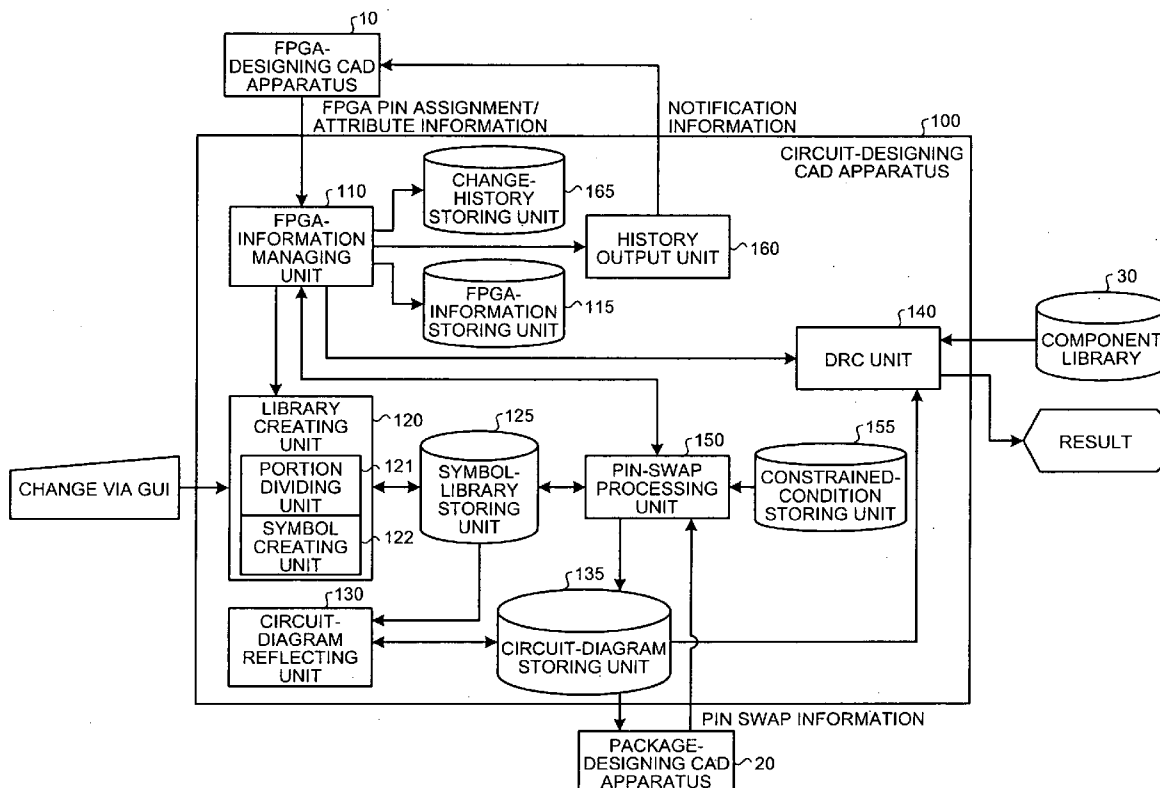 10
FPGA-
DESIGNING CAD
APPARATUS
FPGA PIN ASSIGNMENT/
ATTRIBUTE INFORMATION
NOTIFICATION
INFORMATION
100
CIRCUIT-DESIGNING
CAD APPARATUS
110
FPGA-
INFORMATION
MANAGING
UNIT
CHANGE-
HISTORY
STORING UNIT
165
HISTORY
OUTPUT UNIT
160
FPGA-
INFORMATION
STORING UNIT
115
140
DRC UNIT
30
COMPONENT
LIBRARY
RESULT
CHANGE VIA GUI
LIBRARY
CREATING
UNIT
120
PORTION
DIVIDING
UNIT
121
SYMBOL
CREATING
UNIT
122
125
SYMBOL-
LIBRARY
STORING
UNIT
150
PIN-SWAP
PROCESSING
UNIT
155
CONSTRAINED-
CONDITION
STORING UNIT
130
CIRCUIT-
DIAGRAM
REFLECTING
UNIT
135
CIRCUIT-DIAGRAM
STORING UNIT
PIN SWAP INFORMATION
PACKAGE-
DESIGNING CAD
APPARATUS
20